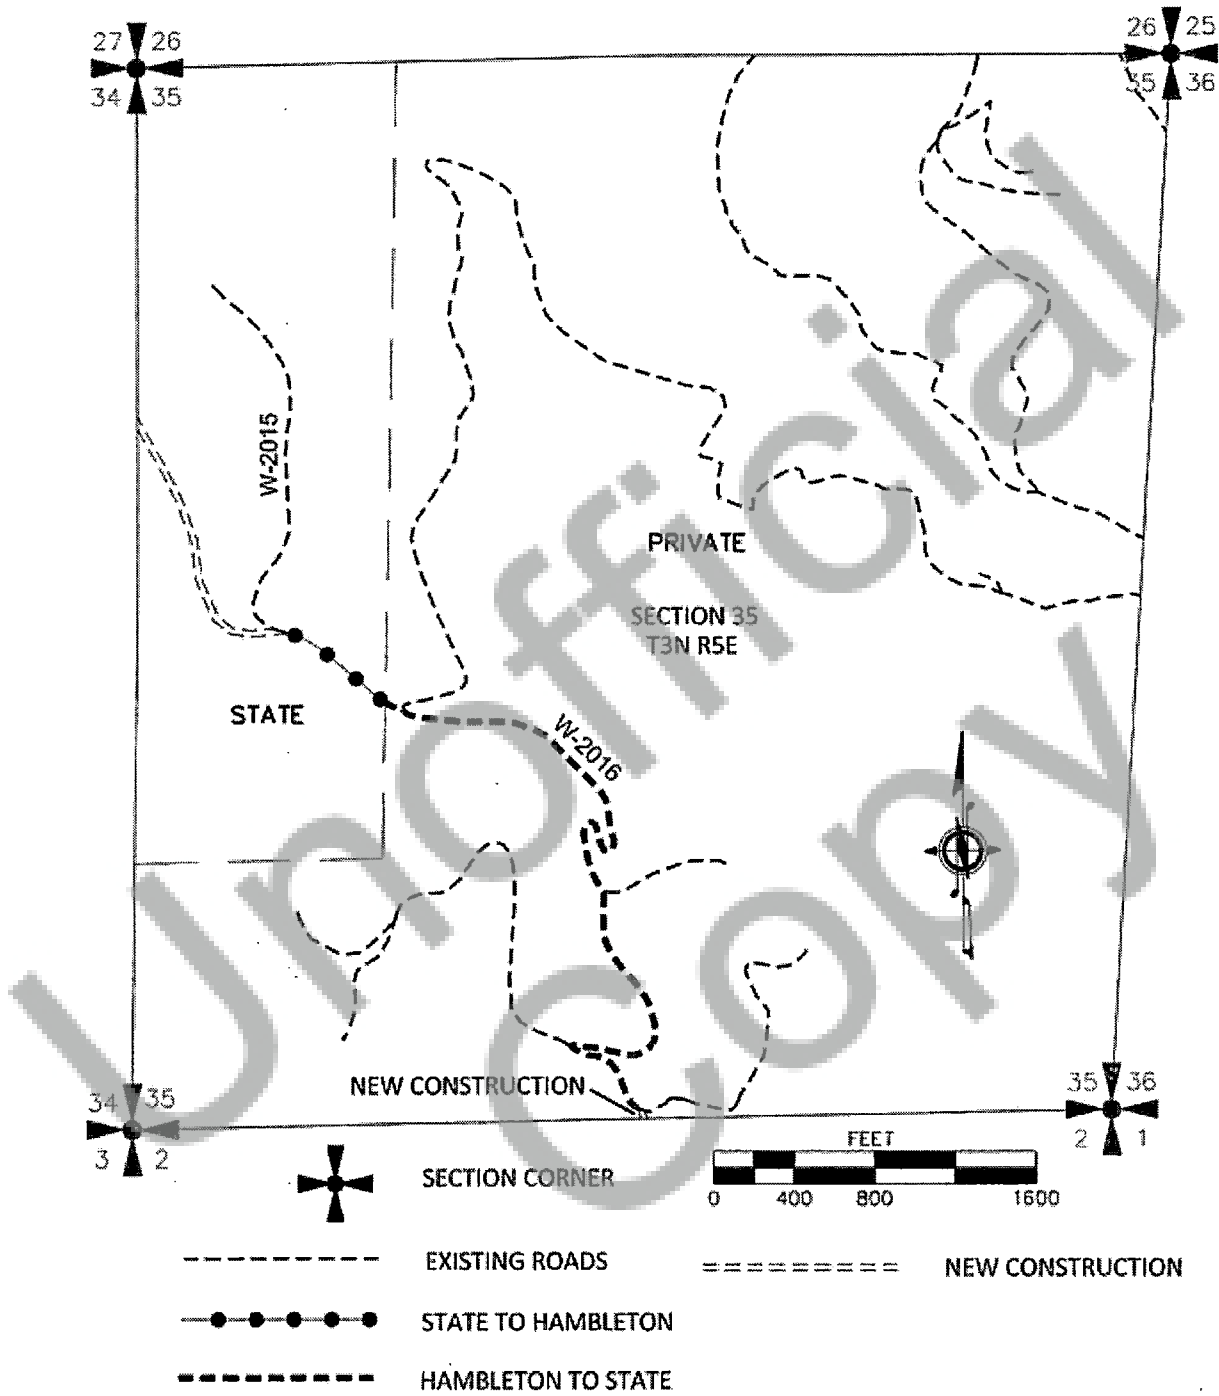 27 26
34 35
26 25
35 36
W-2015
PRIVATE
SECTION 35
T3N R5E
STATE
W-2016
NEW CONSTRUCTION
34 35
3 2
35 36
2 1
FEET
0 400 800 1600
SECTION CORNER
EXISTING ROADS
NEW CONSTRUCTION
STATE TO HAMBLETON
HAMBLETON TO STATE
Unofficial
Copy